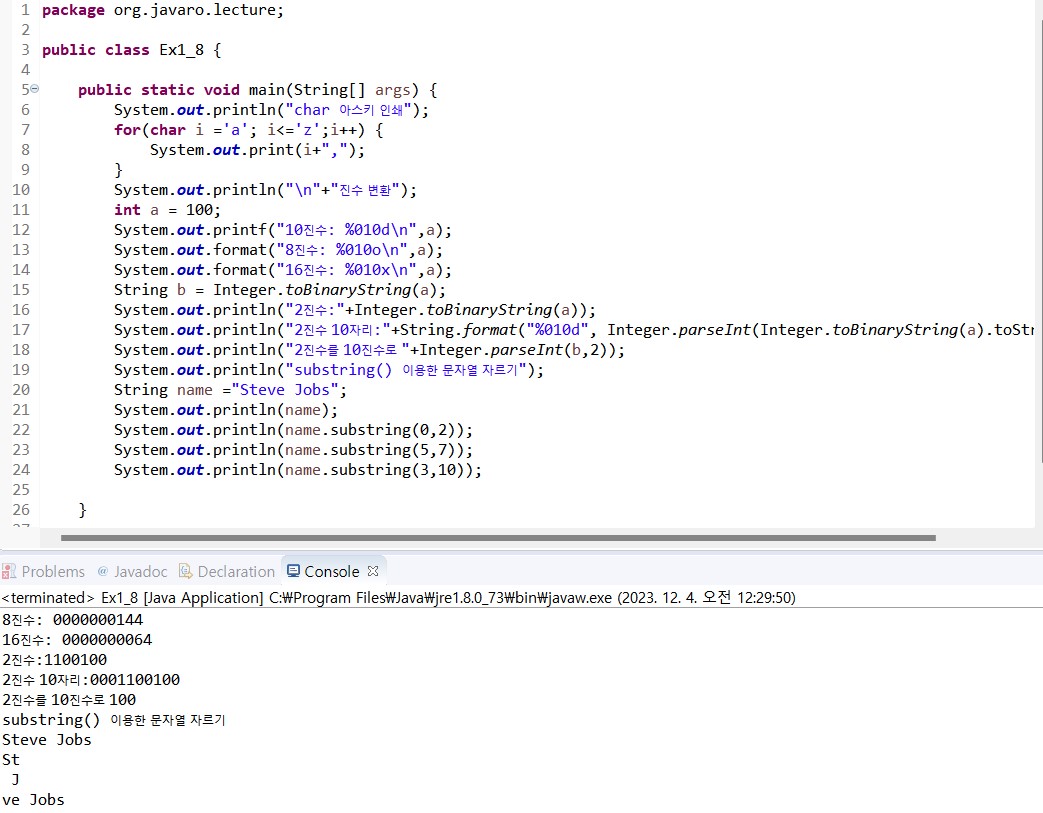 1 package org.javaro.lecture;
2
3 public class Ex1_8 {
4
5 public static void main(String[] args) {
6 System.out.println("char 아스키 인쇄");
7 for(char i ='a'; i<='z';i++) {
8 System.out.print(i+",");
9 }
10 System.out.println("\n"+"진수 변환");
11 int a = 100;
12 System.out.printf("10진수: %010d\n",a);
13 System.out.format("8진수: %010o\n",a);
14 System.out.format("16진수: %010x\n",a);
15 String b = Integer.toBinaryString(a);
16 System.out.println("2진수:"+Integer.toBinaryString(a));
17 System.out.println("2진수 10자리:"+String.format("%010d", Integer.parseInt(Integer.toBinaryString(a).toStr
18 System.out.println("2진수를 10진수로 "+Integer.parseInt(b,2));
19 System.out.println("substring() 이용한 문자열 자르기");
20 String name ="Steve Jobs";
21 System.out.println(name);
22 System.out.println(name.substring(0,2));
23 System.out.println(name.substring(5,7));
24 System.out.println(name.substring(3,10));
25
26 }
Problems @ Javadoc Declaration Console
<terminated> Ex1_8 [Java Application] C:₩Program Files₩Java₩jre1.8.0_73₩bin₩javaw.exe (2023. 12. 4. 오전 12:29:50)
8진수: 0000000144
16진수: 0000000064
2진수:1100100
2진수 10자리:0001100100
2진수를 10진수로 100
substring() 이용한 문자열 자르기
Steve Jobs
St
 J
ve Jobs